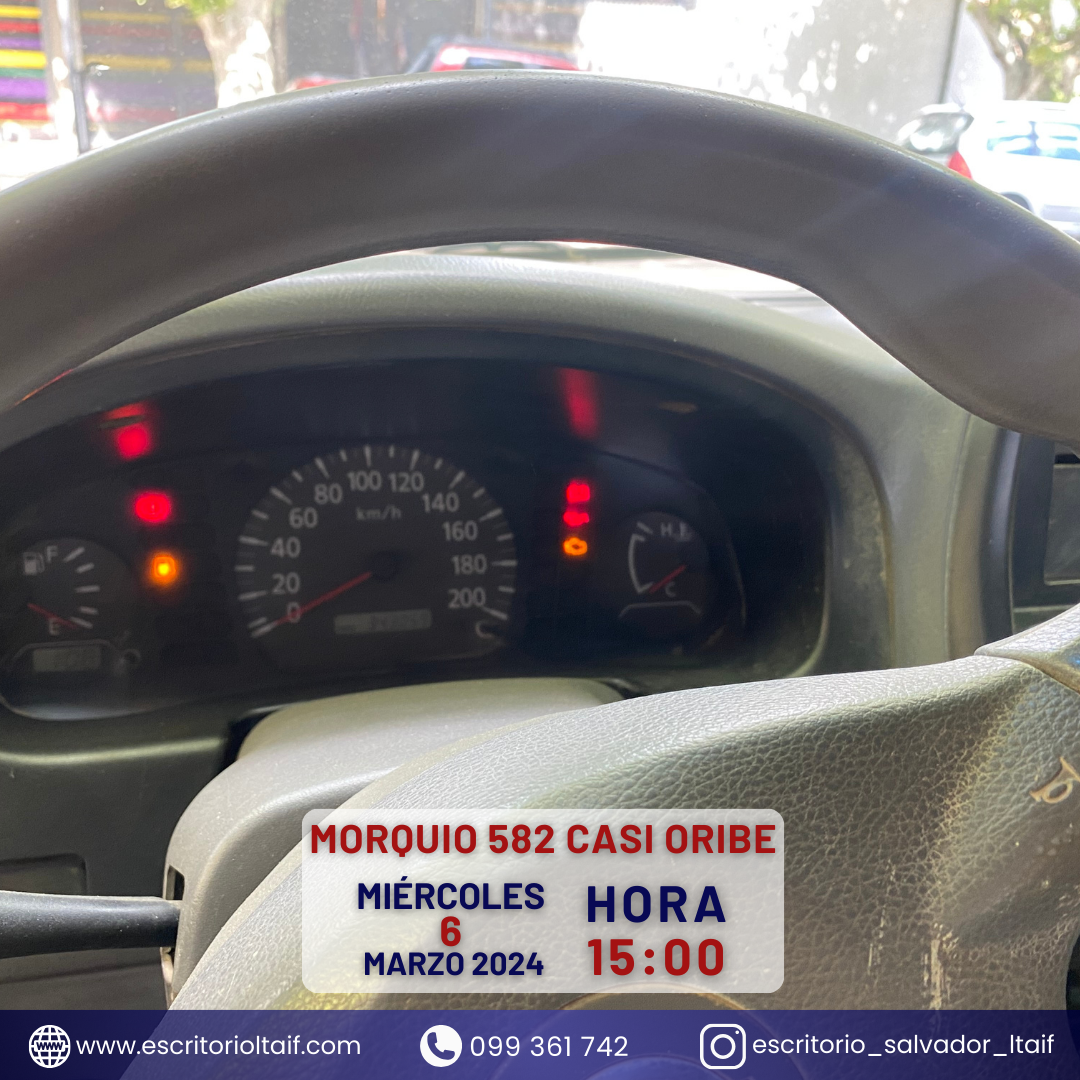 100
80
120
60
km/h
140
40
160
20
180
0
200
F
E
H
C
MORQUIO 582 CASI ORIBE
MIÉRCOLES
6
MARZO 2024
HORA
15:00
www.escritorioltaif.com
099 361 742
escritorio_salvador_ltaif